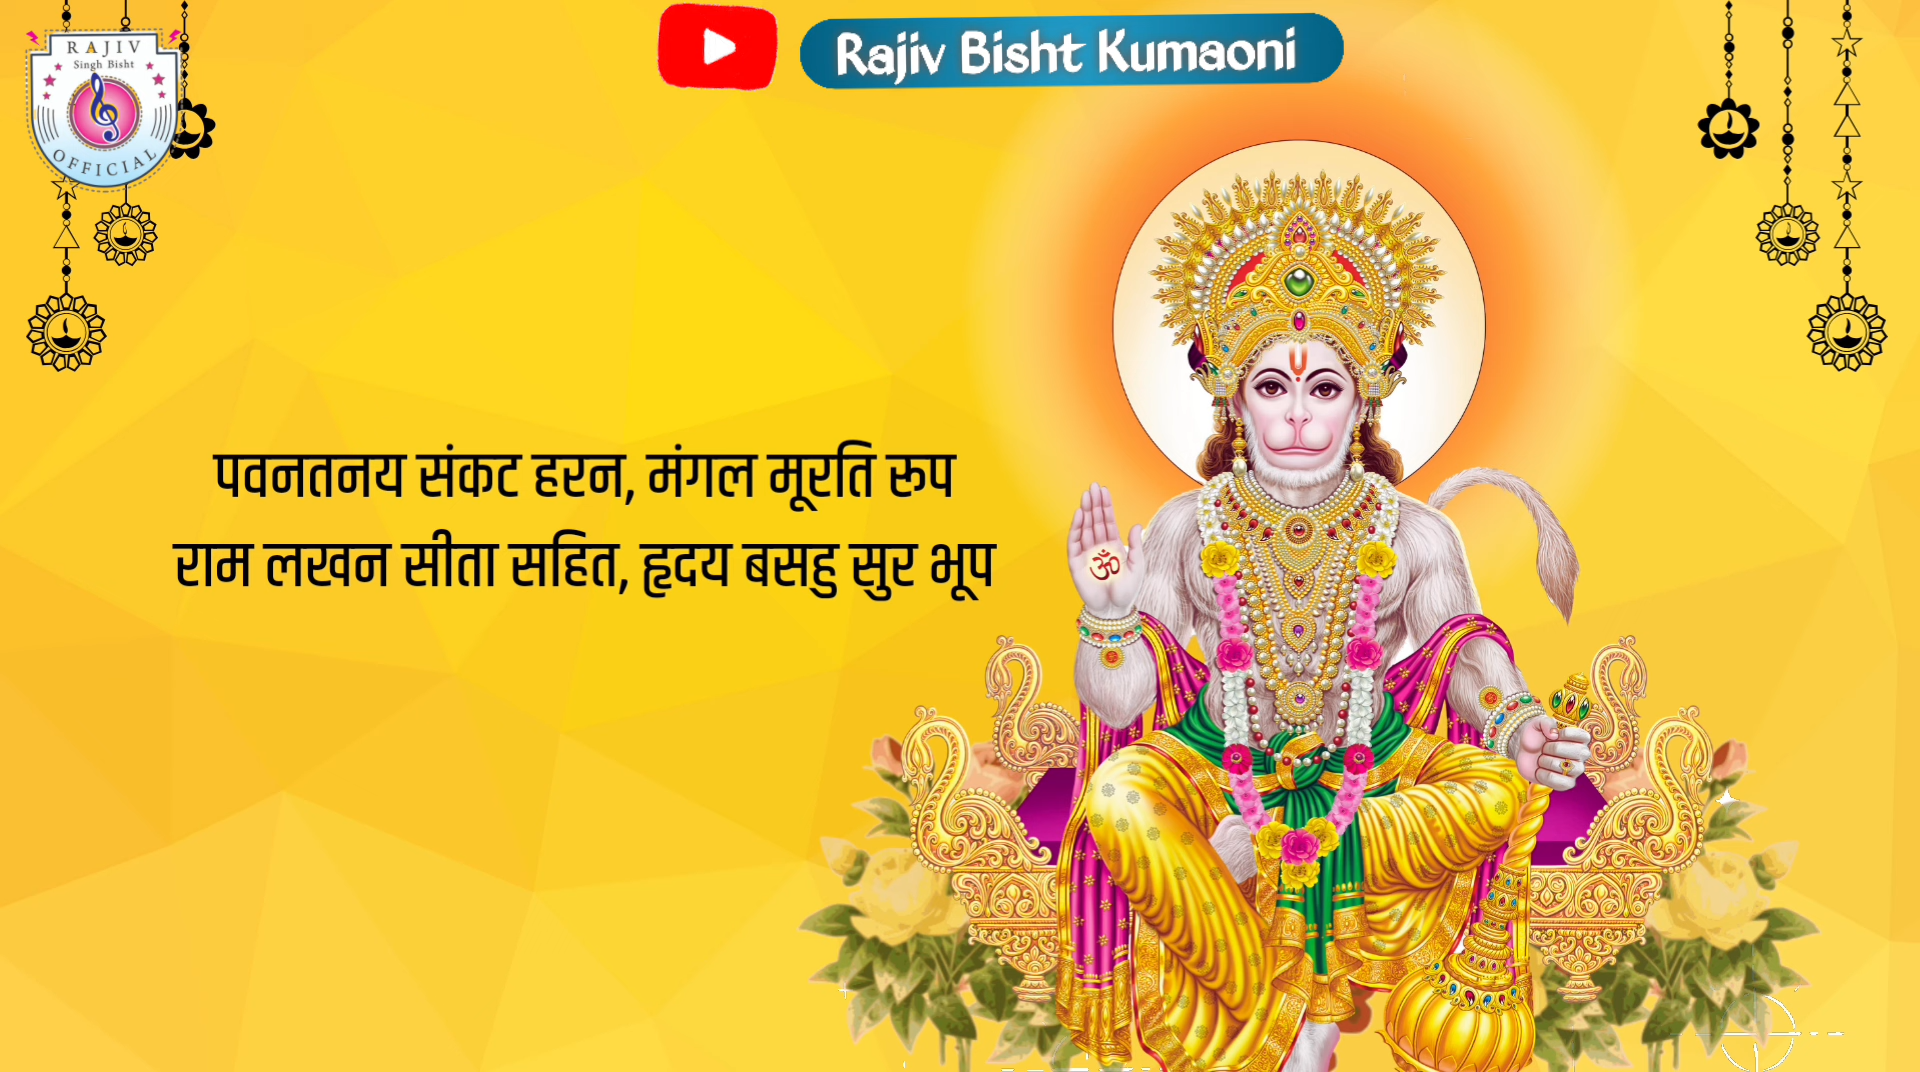 RAJIV
Singh Bisht
OFFICIAL
Rajiv Bisht Kumaoni
पवनतनय संकट हरन, मंगल मूरति रूप
राम लखन सीता सहित, हृदय बसहु सुर भूप
ॐ